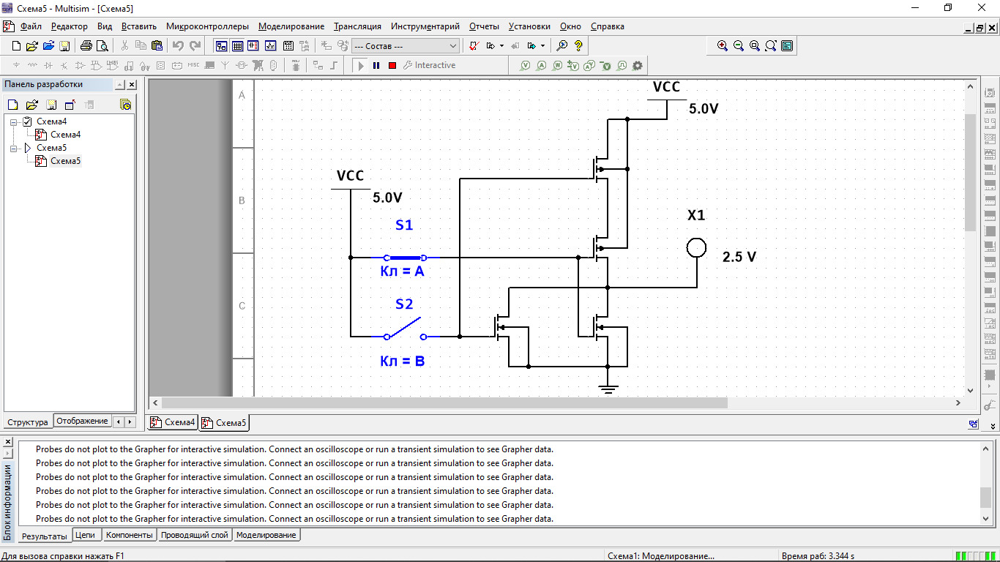 Схема5 - Multisim - [Схема5]
Файл Редактор Вид Вставить Микроконтроллеры Моделирование Трансляция Инструментарий Отчеты Установки Окно Справка
--- Состав ---
MISC Interactive
Панель разработки
Схема4
Схема4
Схема5
Схема5
Структура Отображение
A
B
C
VCC
5.0V
VCC
5.0V
S1
Кл = A
S2
Кл = B
X1
2.5 V
Схема4 Схема5
Блок информации
Probes do not plot to the Grapher for interactive simulation. Connect an oscilloscope or run a transient simulation to see Grapher data.
Probes do not plot to the Grapher for interactive simulation. Connect an oscilloscope or run a transient simulation to see Grapher data.
Probes do not plot to the Grapher for interactive simulation. Connect an oscilloscope or run a transient simulation to see Grapher data.
Probes do not plot to the Grapher for interactive simulation. Connect an oscilloscope or run a transient simulation to see Grapher data.
Probes do not plot to the Grapher for interactive simulation. Connect an oscilloscope or run a transient simulation to see Grapher data.
Probes do not plot to the Grapher for interactive simulation. Connect an oscilloscope or run a transient simulation to see Grapher data.
Результаты Цепи Компоненты Проводящий слой Моделирование
Для вызова справки нажать F1 Схема1: Моделирование... Время раб: 3.344 s